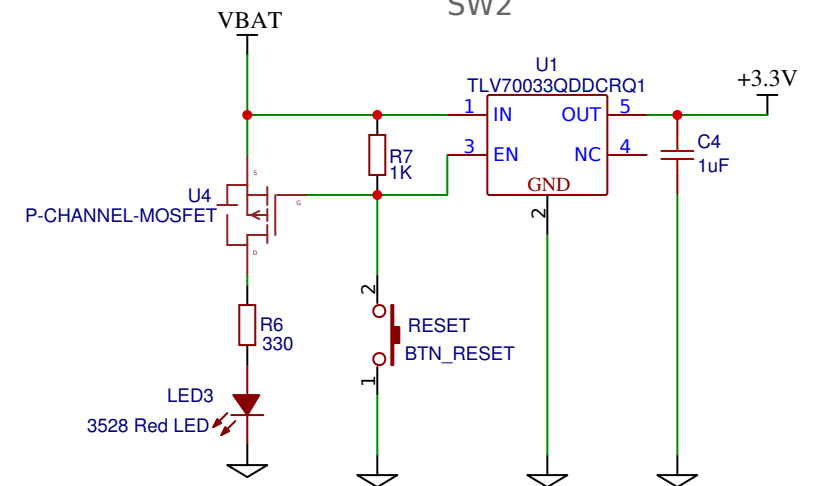 SW2
VBAT
U1
TLV70033QDDCRQ1
+3.3V
1 IN OUT 5
3 EN NC 4
GND
2
C4
1uF
R7
1K
S
G
D
U4
P-CHANNEL-MOSFET
2
R6
330
RESET
BTN_RESET
1
LED3
3528 Red LED